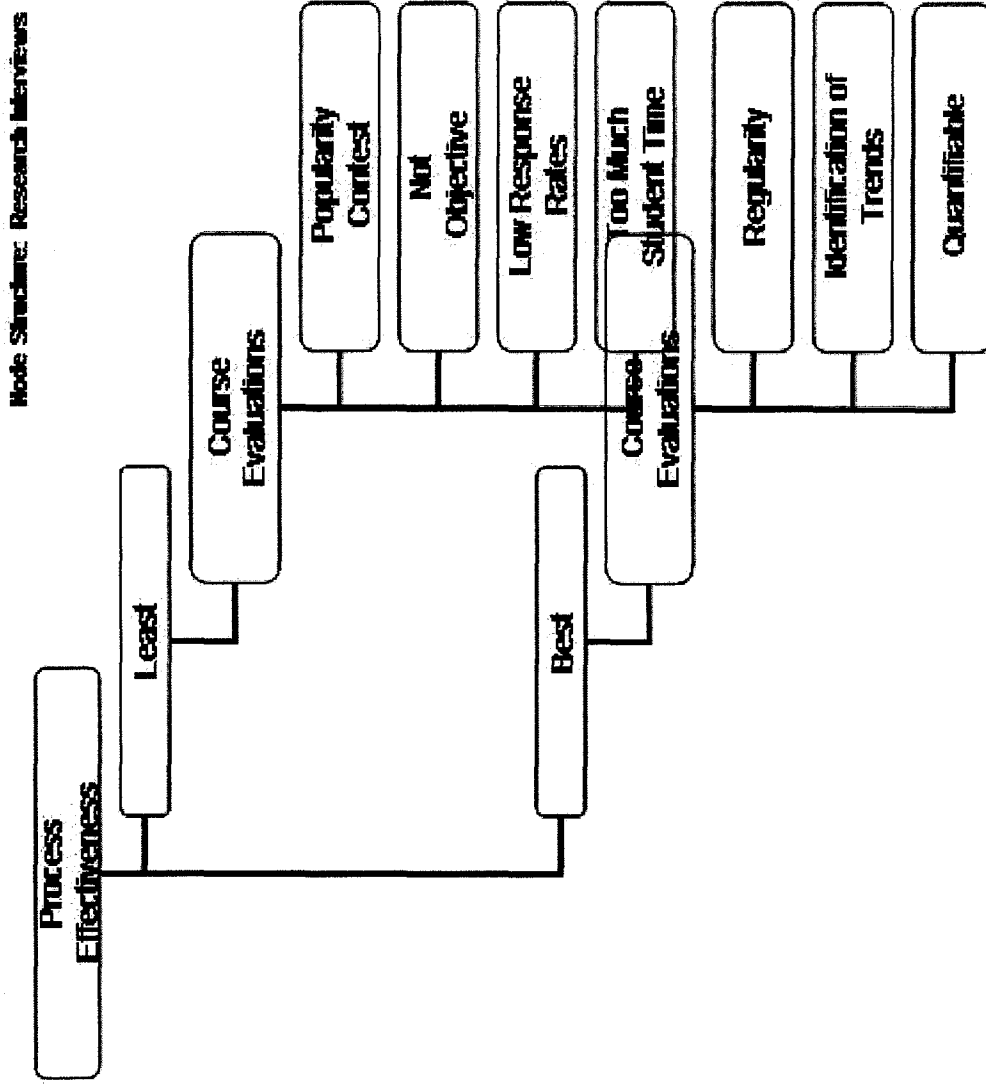 Node Structure: Research Interviews
Process
Effectiveness
Least
Course
Evaluations
Popularity
Contest
Not
Objective
Low Response
Rates
Too Much
Student Time
Best
Course
Evaluations
Regularity
Identification of
Trends
Quantifiable